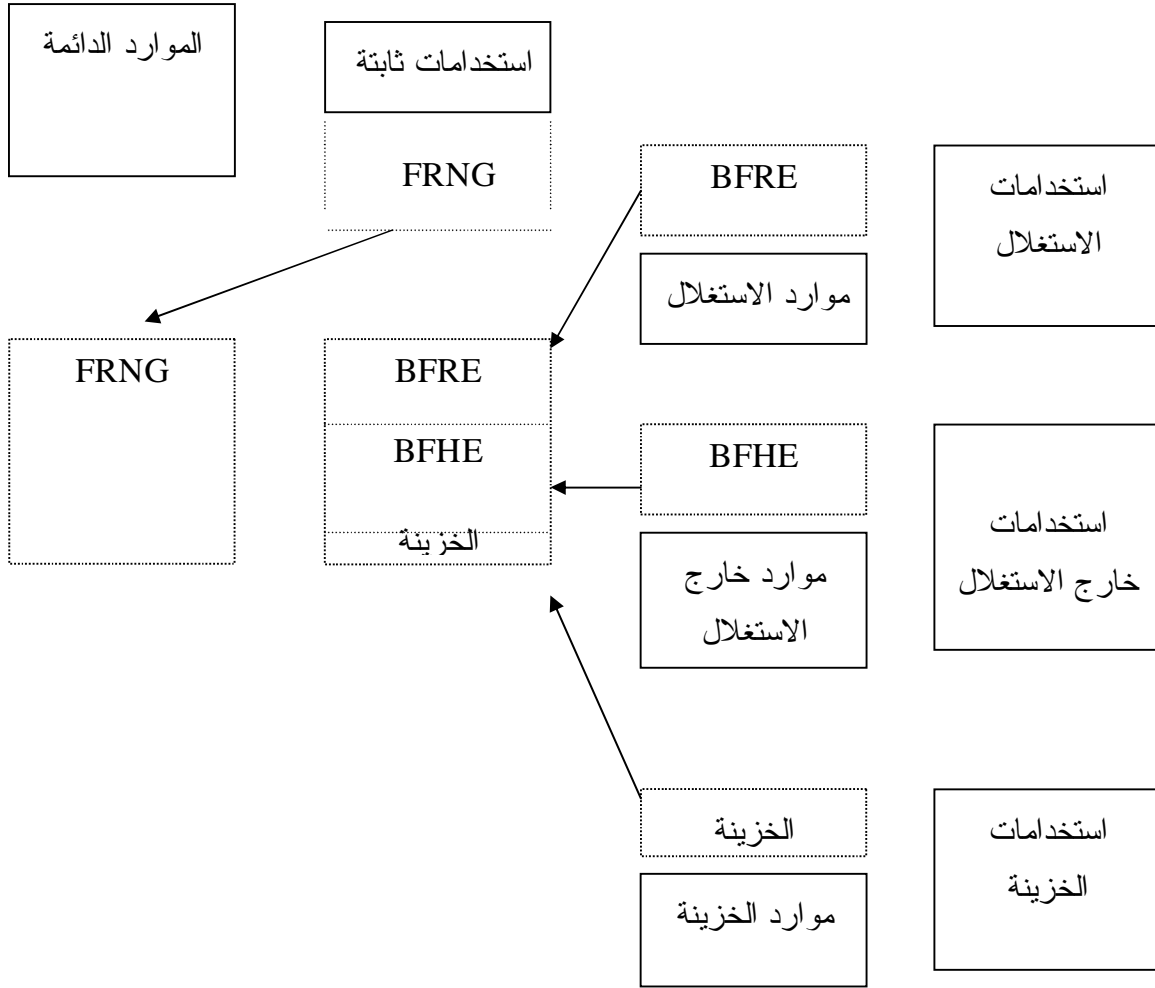 الموارد الدائمة
استخدامات ثابتة
FRNG
BFRE
استخدامات
الاستغلال
موارد الاستغلال
FRNG
BFRE
BFHE
الخزينة
BFHE
استخدامات
خارج الاستغلال
موارد خارج
الاستغلال
الخزينة
استخدامات
الخزينة
موارد الخزينة